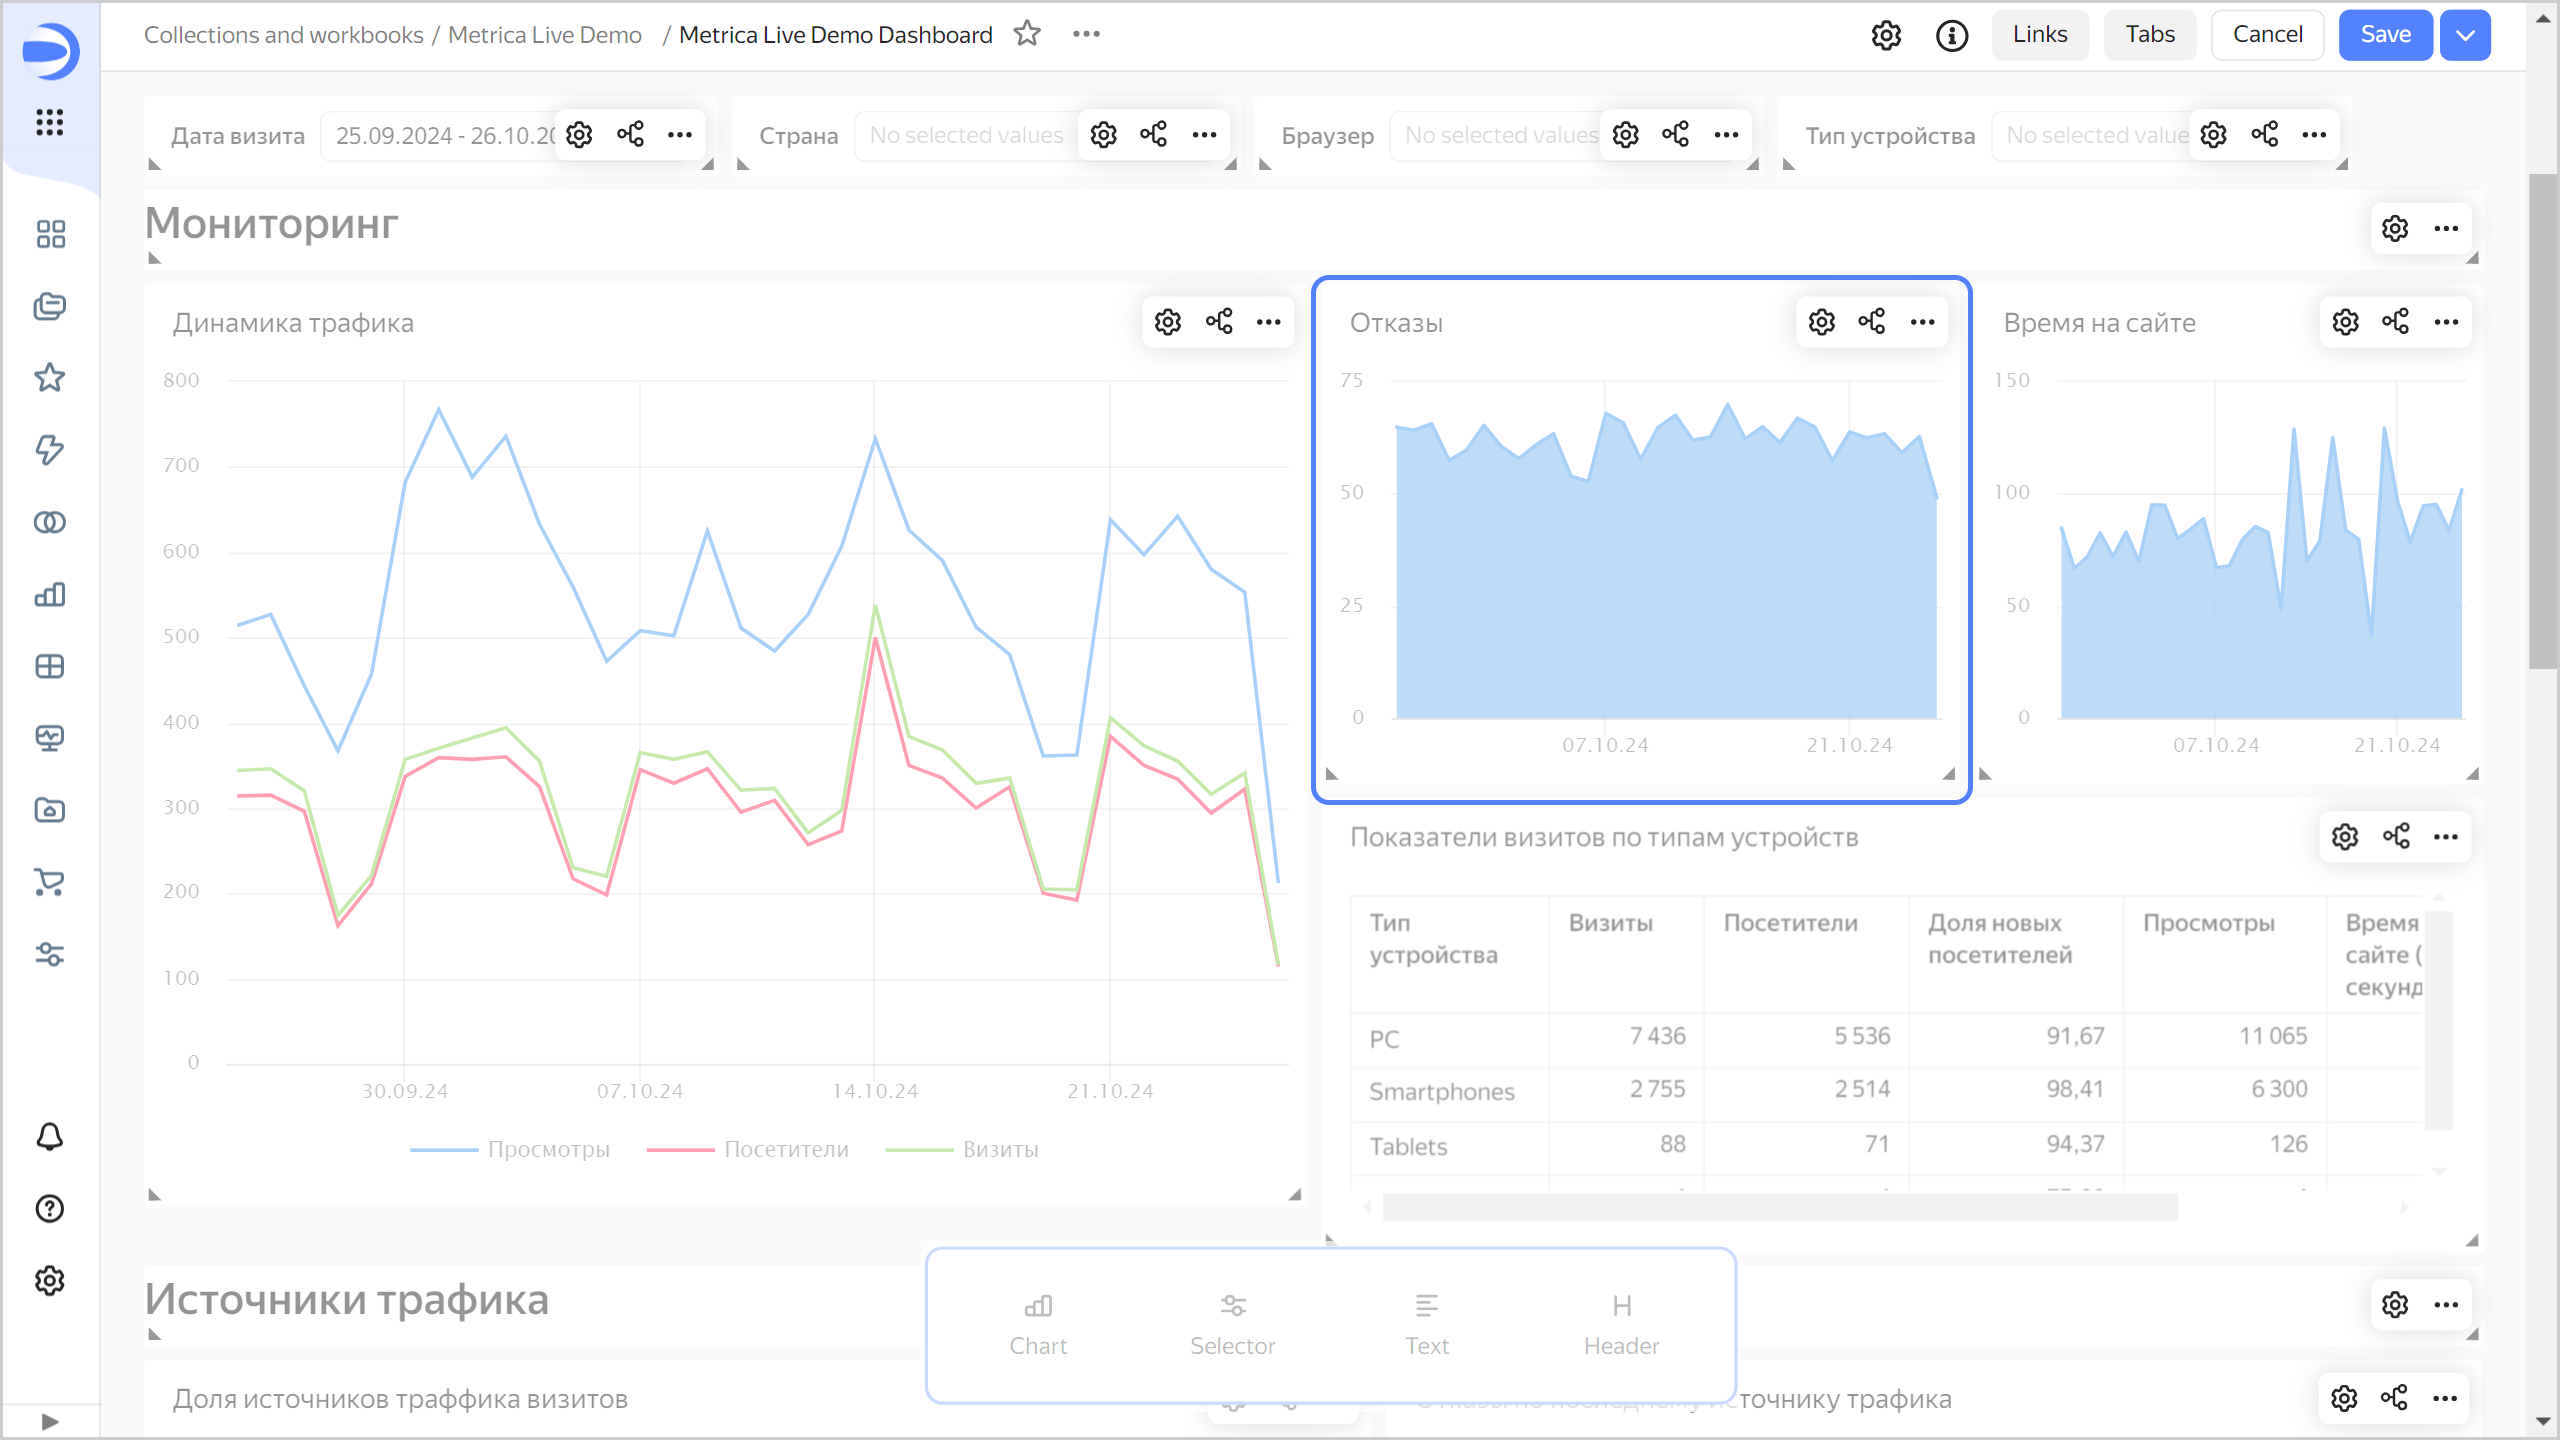 Collections and workbooks / Metrica Live Demo / Metrica Live Demo Dashboard
Links
Tabs
Cancel
Save
Дата визита
25.09.2024 - 26.10.20
Страна
No selected values
Браузер
No selected values
Тип устройства
No selected value
Мониторинг
Динамика трафика
800
700
600
500
400
300
200
100
0
30.09.24
07.10.24
14.10.24
21.10.24
Просмотры
Посетители
Визиты
Отказы
75
50
25
0
07.10.24
21.10.24
Время на сайте
150
100
50
0
07.10.24
21.10.24
Показатели визитов по типам устройств
Тип устройства
Визиты
Посетители
Доля новых посетителей
Просмотры
Время сайте ( секунд
PC 7 436 5 536 91,67 11 065
Smartphones 2 755 2 514 98,41 6 300
Tablets 88 71 94,37 126
Источники трафика
Chart
Selector
Text
Header
Доля источников траффика визитов
точнику трафика